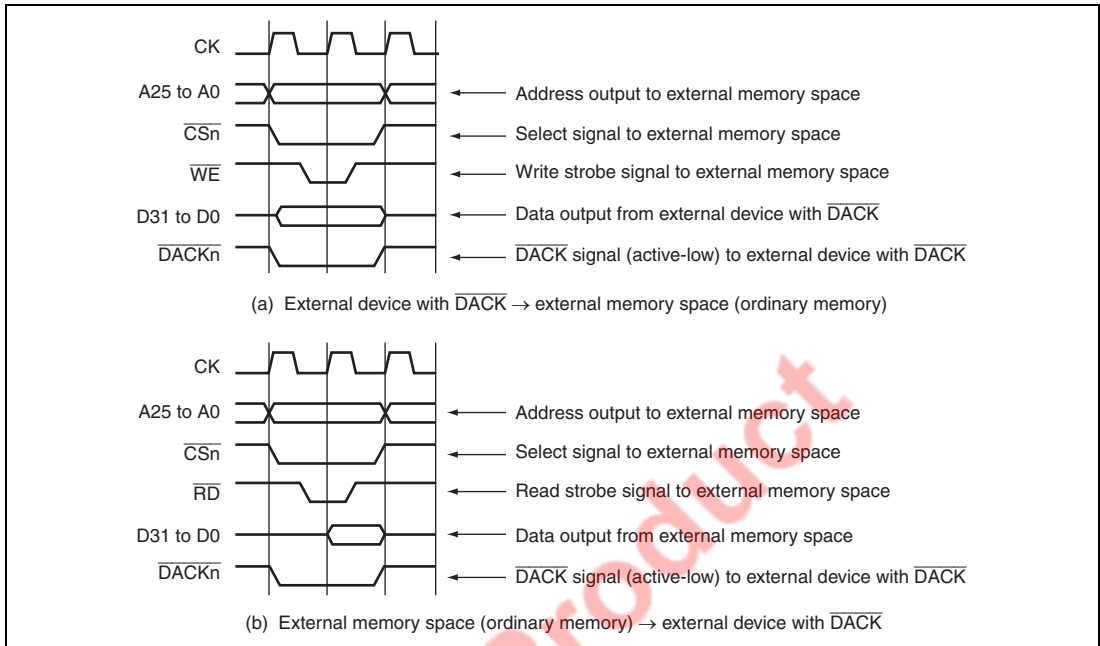 CK
A25 to A0
Address output to external memory space
CSn
Select signal to external memory space
WE
Write strobe signal to external memory space
D31 to D0
Data output from external device with DACK
DACKn
DACK signal (active-low) to external device with DACK
(a) External device with DACK → external memory space (ordinary memory)
CK
A25 to A0
Address output to external memory space
CSn
Select signal to external memory space
RD
Read strobe signal to external memory space
D31 to D0
Data output from external memory space
DACKn
DACK signal (active-low) to external device with DACK
(b) External memory space (ordinary memory) → external device with DACK
Product